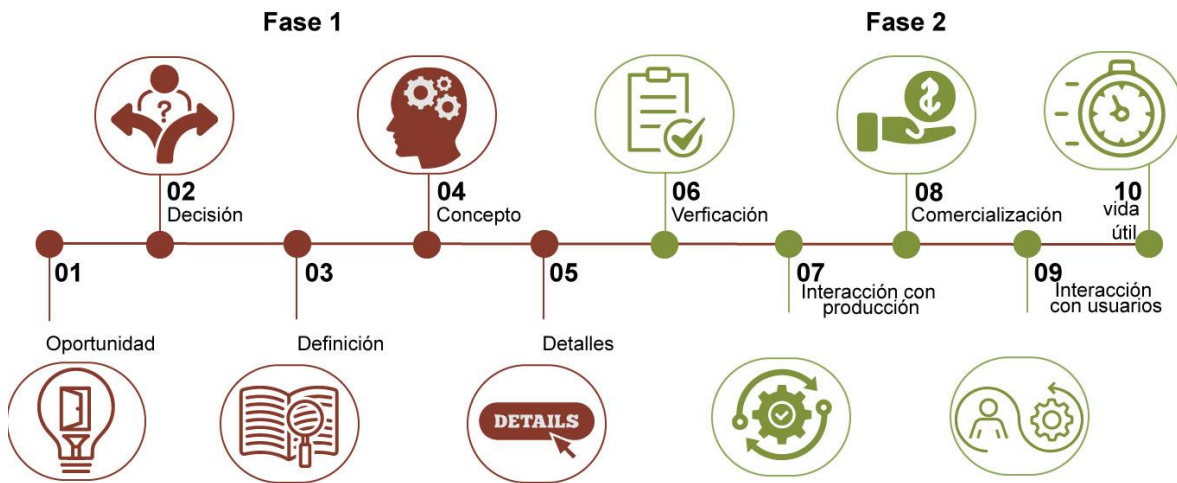 Fase 1
Fase 2
02
Decisión
04
Concepto
06
Verficación
08
Comercialización
10
vida
útil
01
Oportunidad
03
Definición
05
Detalles
07
Interacción con
producción
09
Interacción
con usuarios
?
$
DETAILS